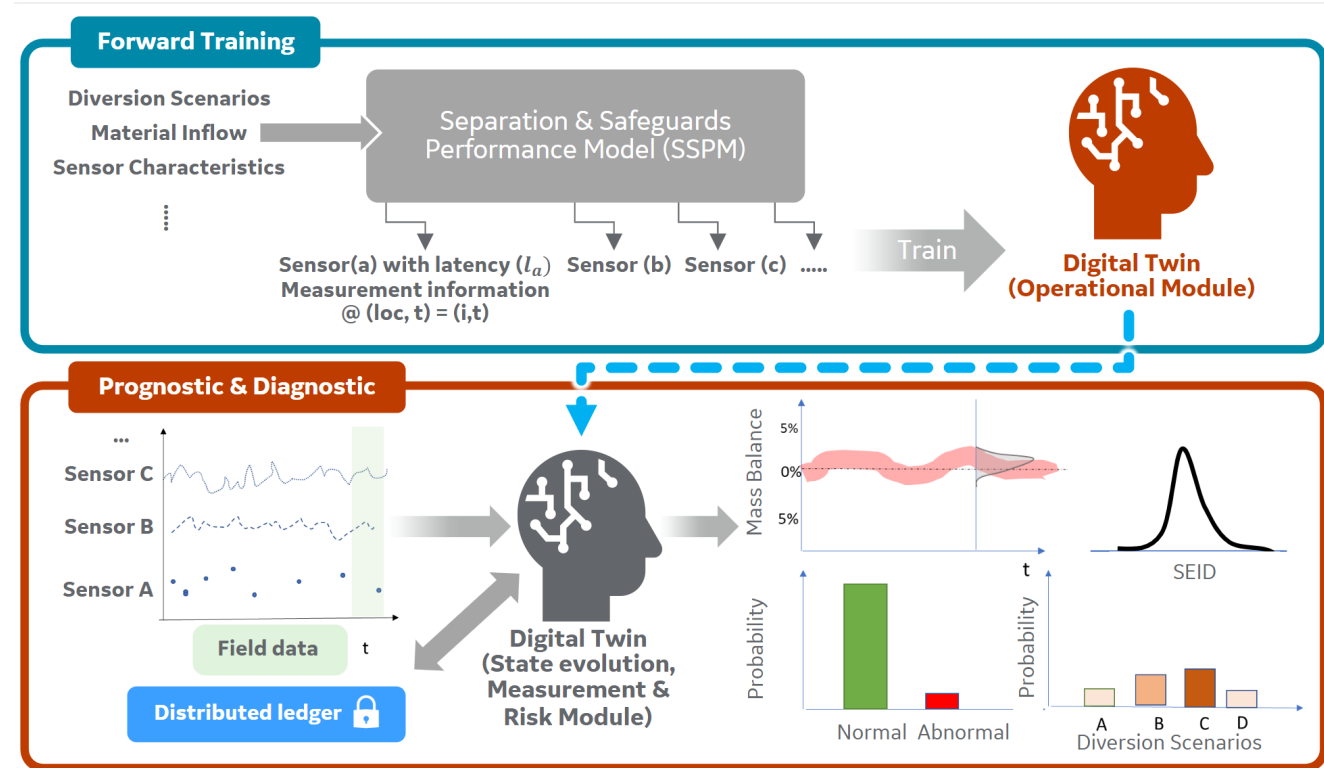 Forward Training
Diversion Scenarios
Material Inflow
Sensor Characteristics
Separation & Safeguards
Performance Model (SSPM)
Sensor(a) with latency (lₐ)
Measurement information
@ (loc, t) = (i,t)
Sensor (b)
Sensor (c)
.....
Train
Digital Twin
(Operational Module)
Prognostic & Diagnostic
...
Sensor C
Sensor B
Sensor A
Field data
t
Distributed ledger
Digital Twin
(State evolution,
Measurement &
Risk Module)
Mass Balance
5%
0%
5%
t
SEID
Probability
Normal
Abnormal
Probability
A
B
C
D
Diversion Scenarios